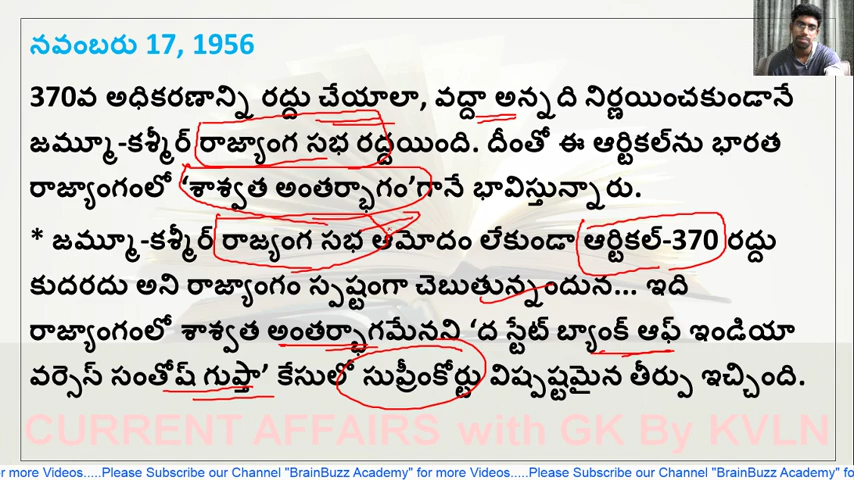 నవంబరు 17, 1956
370వ అధికరణాన్ని రద్దు చేయాలా, వద్దా అన్నది నిర్ణయించకుండానే
జమ్మూ-కశ్మీర్ రాజ్యాంగ సభ రద్దయింది. దీంతో ఈ ఆర్టికల్‌ను భారత
రాజ్యాంగంలో ‘శాశ్వత అంతర్భాగం’గానే భావిస్తున్నారు.
* జమ్మూ-కశ్మీర్ రాజ్యంగ సభ ఆమోదం లేకుండా ఆర్టికల్-370 రద్దు
కుదరదు అని రాజ్యాంగం స్పష్టంగా చెబుతున్నందున... ఇది
రాజ్యాంగంలో శాశ్వత అంతర్భాగమేనని ‘ద స్టేట్ బ్యాంక్ ఆఫ్ ఇండియా
వర్సెస్ సంతోష్ గుప్తా’ కేసులో సుప్రీంకోర్టు విష్పష్టమైన తీర్పు ఇచ్చింది.
CURRENT AFFAIRS with GK By KVLN
or more Videos.....Please Subscribe our Channel "BrainBuzz Academy" for more Videos.....Please Subscribe our Channel "BrainBuzz Academy" fo